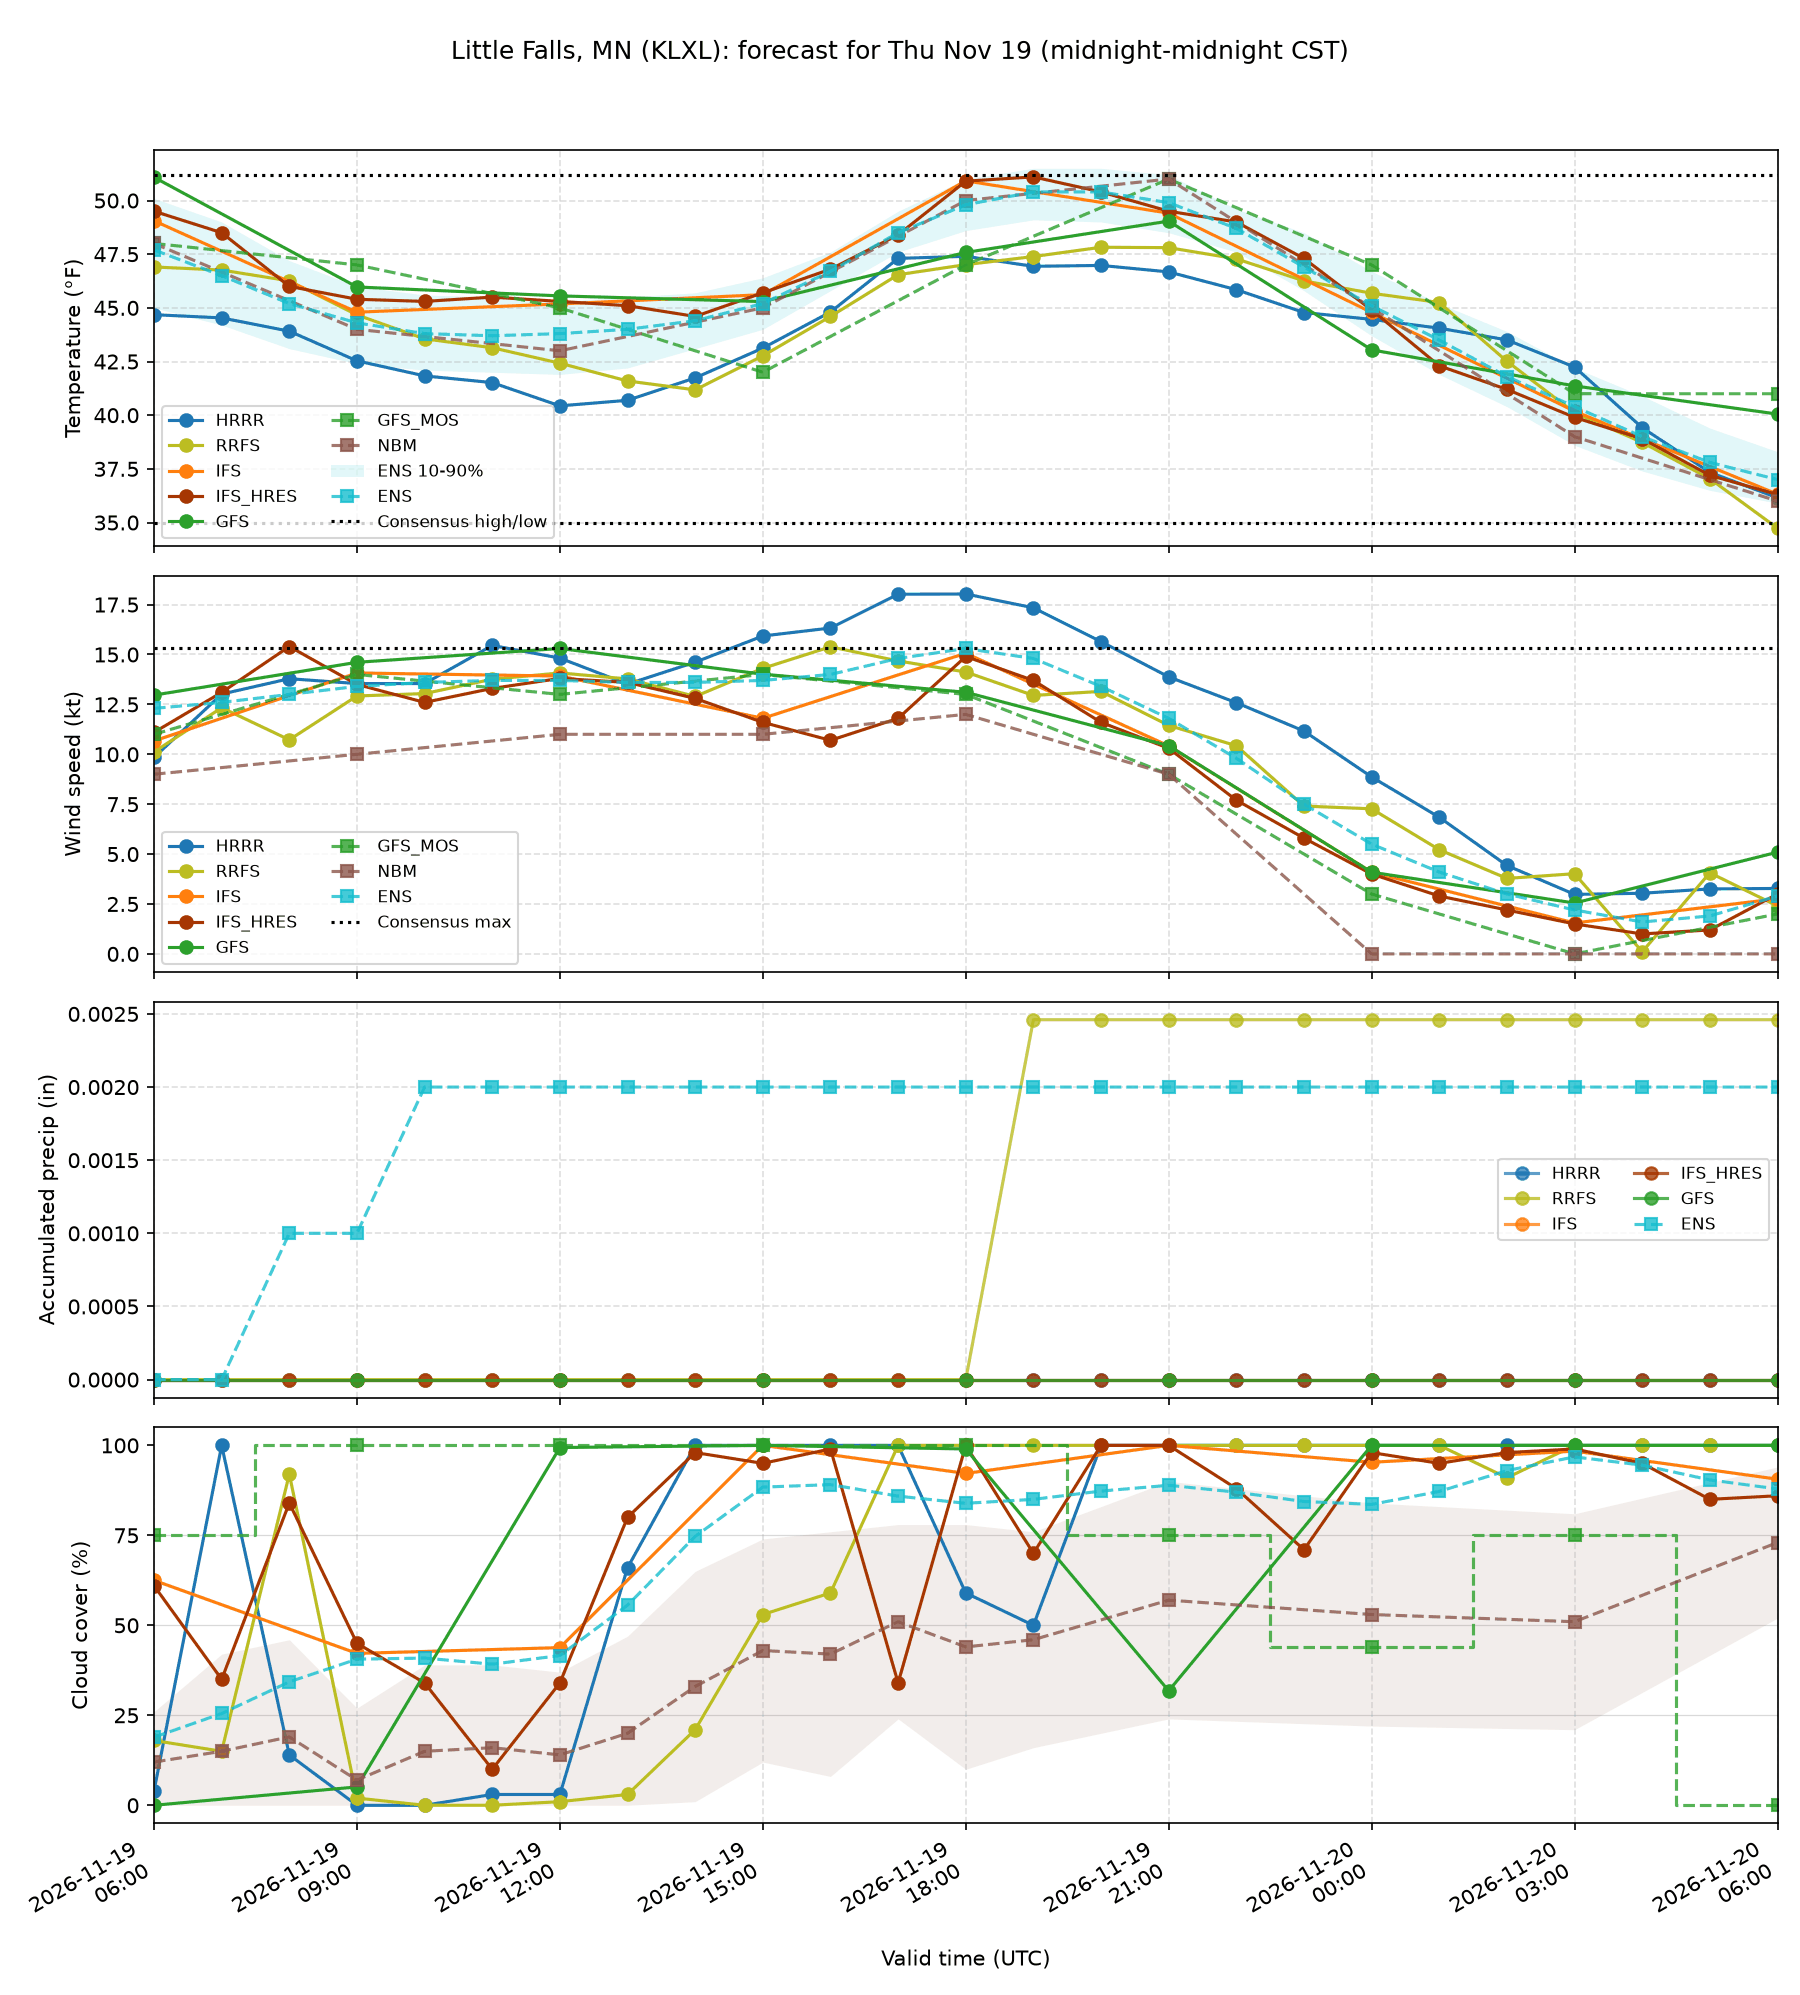 Little Falls, MN (KLXL): forecast for Thu Nov 19 (midnight-midnight CST)
Temperature (°F)
50.0
47.5
45.0
42.5
40.0
37.5
35.0
HRRR
RRFS
IFS
IFS_HRES
GFS
GFS_MOS
NBM
ENS 10-90%
ENS
Consensus high/low
Wind speed (kt)
17.5
15.0
12.5
10.0
7.5
5.0
2.5
0.0
HRRR
RRFS
IFS
IFS_HRES
GFS
GFS_MOS
NBM
ENS
Consensus max
Accumulated precip (in)
0.0025
0.0020
0.0015
0.0010
0.0005
0.0000
HRRR
RRFS
IFS
IFS_HRES
GFS
ENS
Cloud cover (%)
100
75
50
25
0
2026-11-19
06:00
2026-11-19
09:00
2026-11-19
12:00
2026-11-19
15:00
2026-11-19
18:00
2026-11-19
21:00
2026-11-20
00:00
2026-11-20
03:00
2026-11-20
06:00
Valid time (UTC)